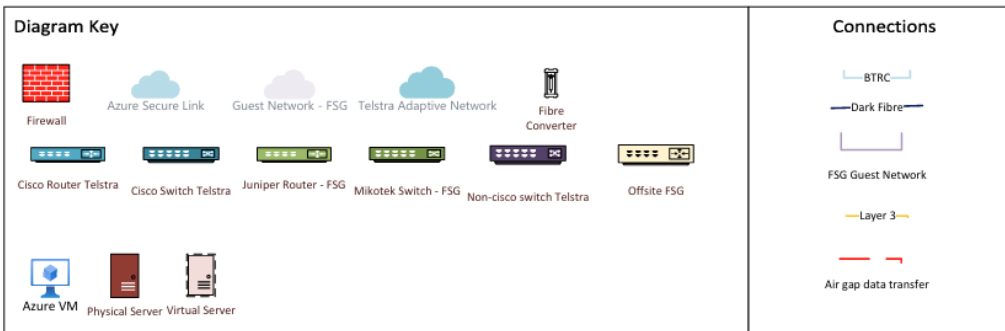 Diagram Key
Firewall
Azure Secure Link
Guest Network - FSG
Telstra Adaptive Network
Fibre
Converter
Cisco Router Telstra
Cisco Switch Telstra
Juniper Router - FSG
Mikotek Switch - FSG
Non-cisco switch Telstra
Offsite FSG
Azure VM
Physical Server
Virtual Server
Connections
BTRC
Dark Fibre
FSG Guest Network
Layer 3
Air gap data transfer